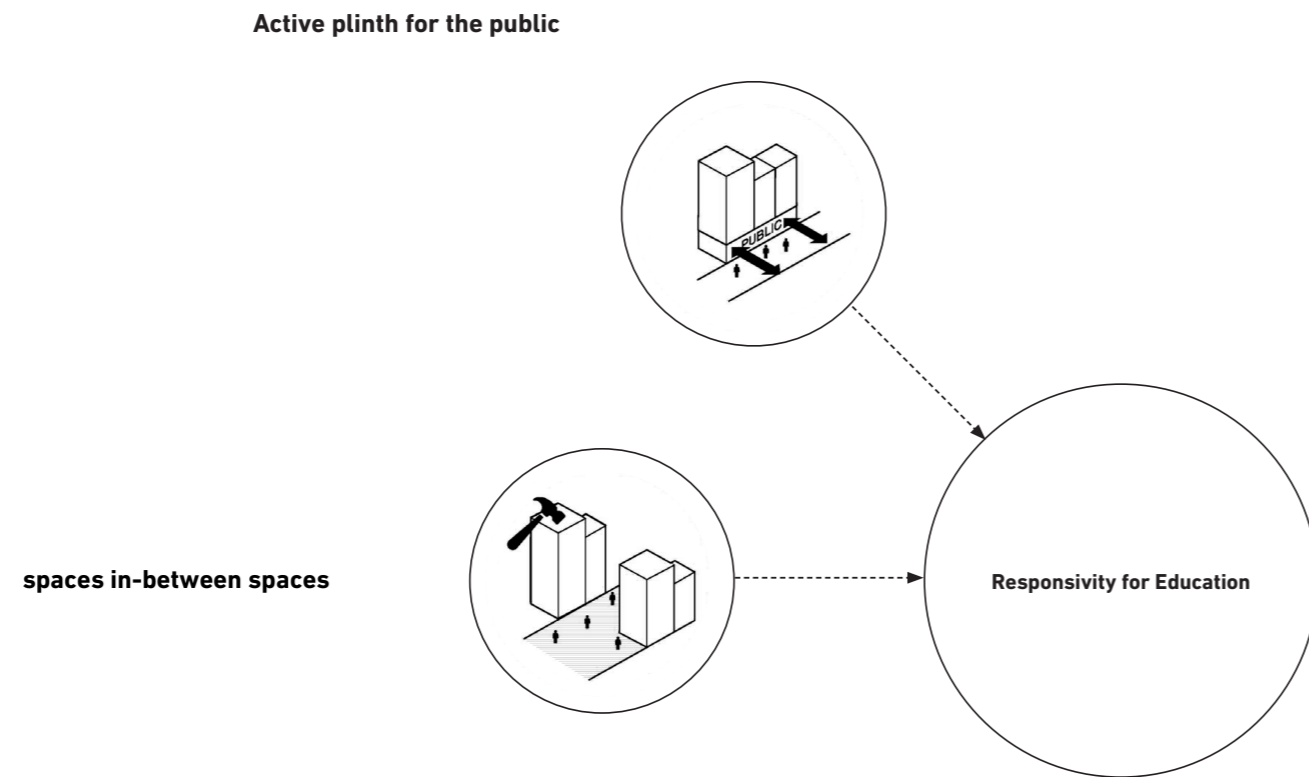 Active plinth for the public
PUBLIC
spaces in-between spaces
Responsivity for Education